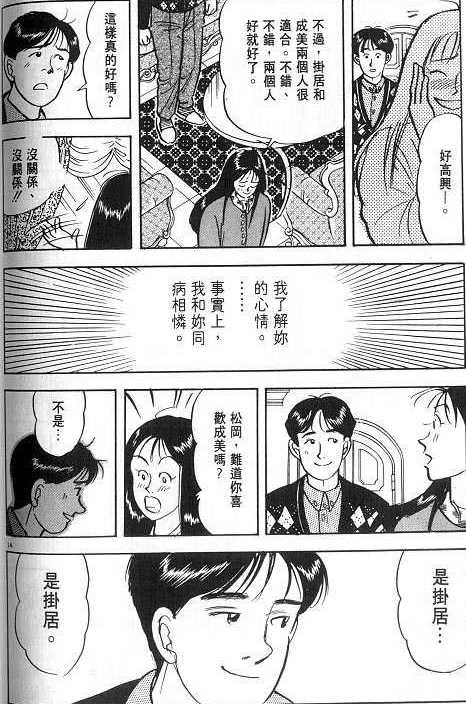 好高興—。
不過，掛居和
成美兩個人很
適合。不錯、
不錯，兩個人
好就好了。
這樣真的好嗎？
沒關係、
沒關係!!
我了解妳
的心情。
……
事實上，
我和妳同
病相憐。
松岡，難道你喜
歡成美嗎？
不是…
是掛居…
是掛居。